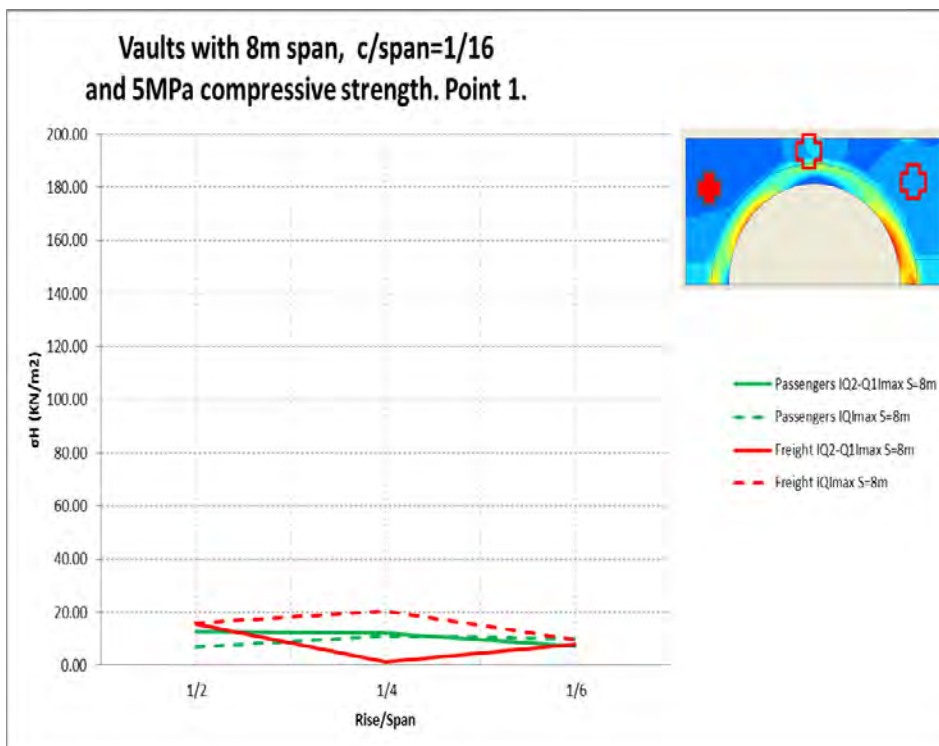 Vaults with 8m span, c/span=1/16
and 5MPa compressive strength. Point 1.
200.00
180.00
160.00
140.00
120.00
100.00
80.00
60.00
40.00
20.00
0.00
σH (KN/m2)
1/2
1/4
1/6
Rise/Span
Passengers IQ2-Q1Imax S=8m
Passengers IQImax S=8m
Freight IQ2-Q1Imax S=8m
Freight IQImax S=8m